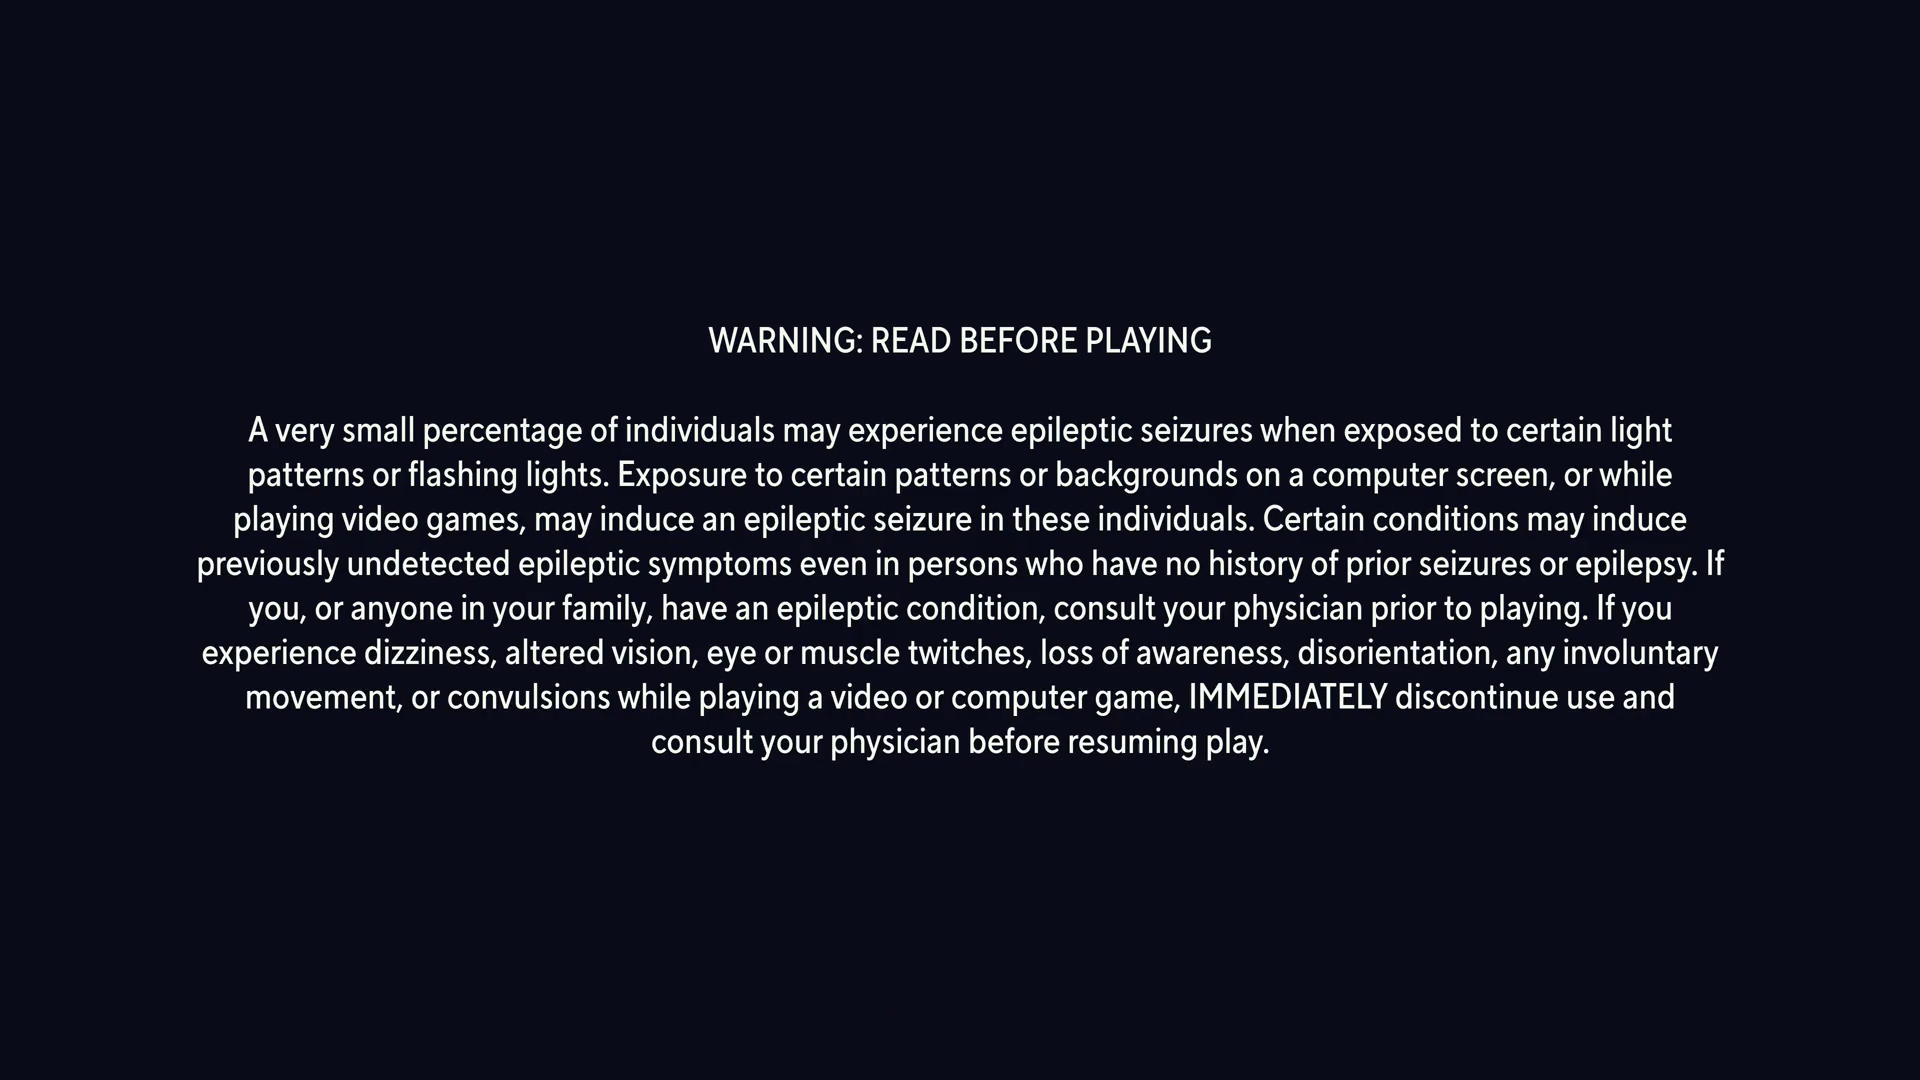 WARNING: READ BEFORE PLAYING
A very small percentage of individuals may experience epileptic seizures when exposed to certain light
patterns or flashing lights. Exposure to certain patterns or backgrounds on a computer screen, or while
playing video games, may induce an epileptic seizure in these individuals. Certain conditions may induce
previously undetected epileptic symptoms even in persons who have no history of prior seizures or epilepsy. If
you, or anyone in your family, have an epileptic condition, consult your physician prior to playing. If you
experience dizziness, altered vision, eye or muscle twitches, loss of awareness, disorientation, any involuntary
movement, or convulsions while playing a video or computer game, IMMEDIATELY discontinue use and
consult your physician before resuming play.